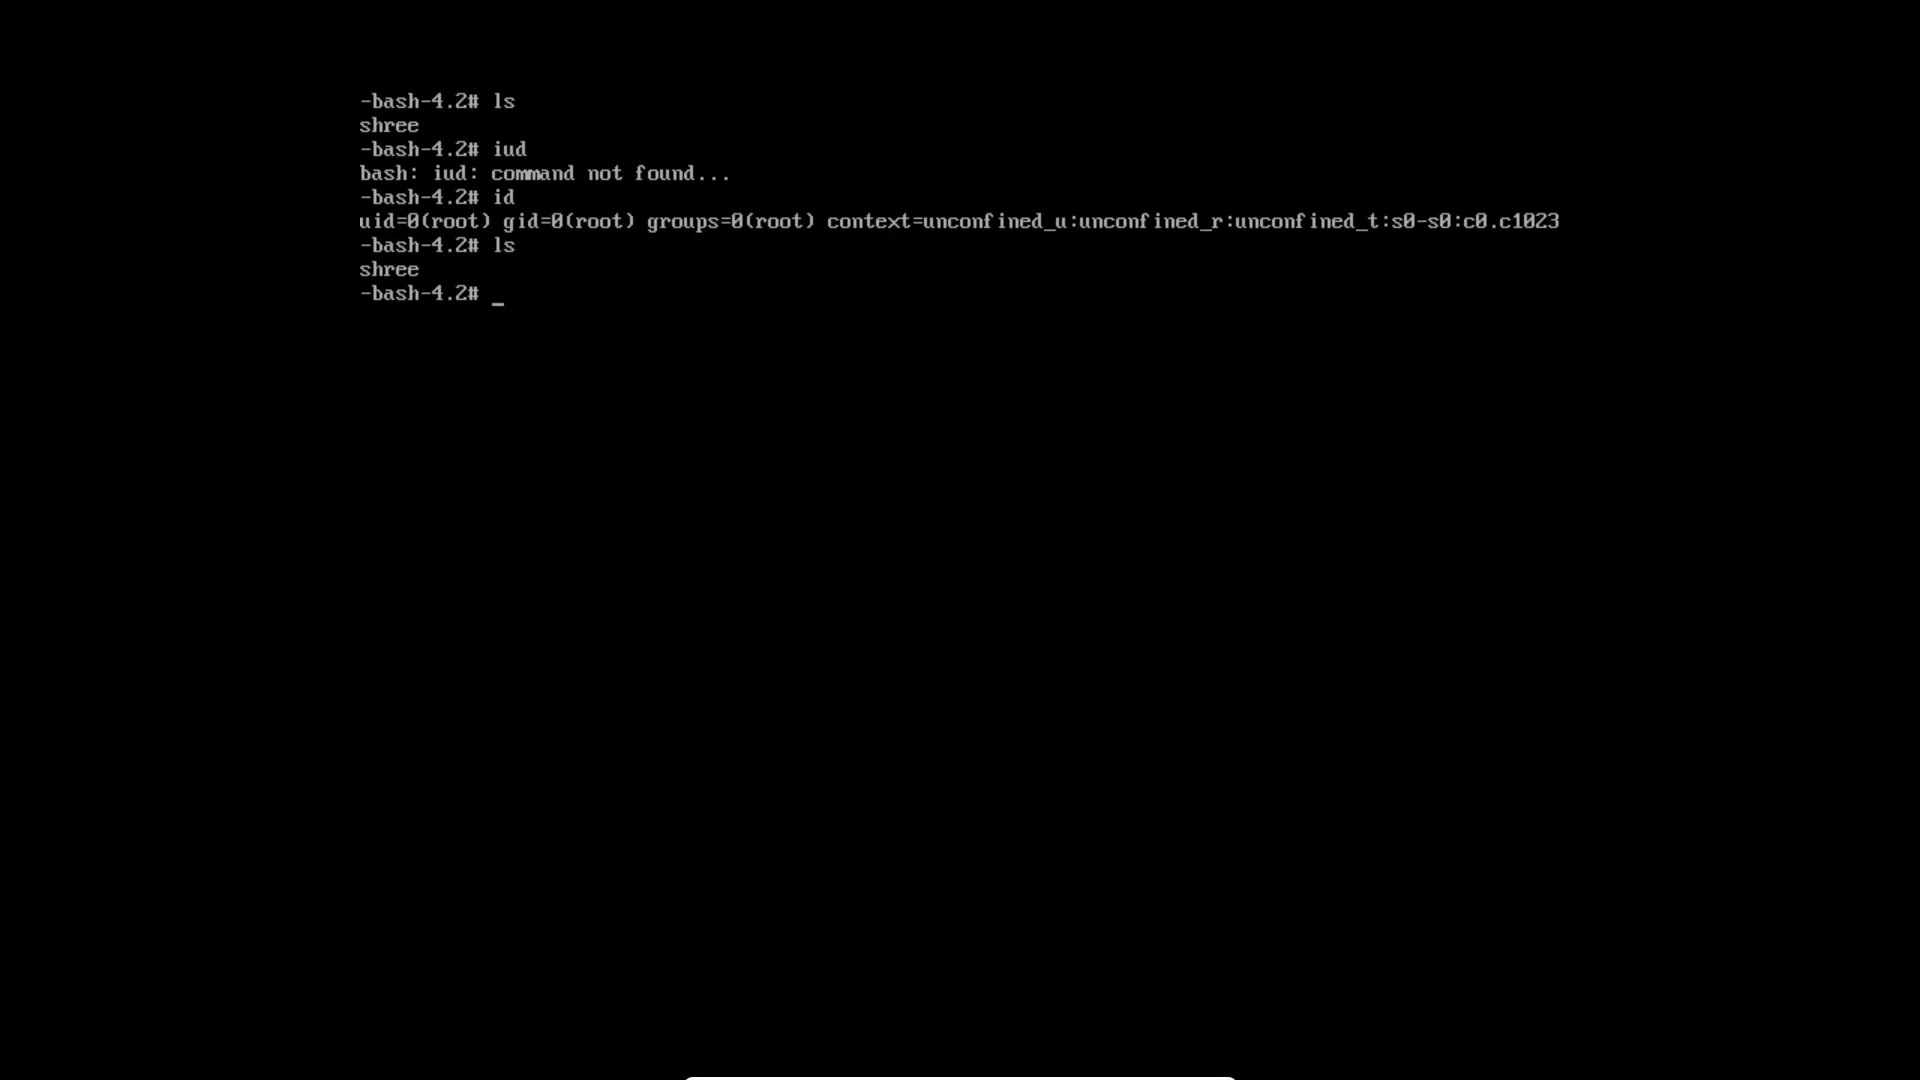 -bash-4.2# ls
shree
-bash-4.2# iud
bash: iud: command not found...
-bash-4.2# id
uid=0(root) gid=0(root) groups=0(root) context=unconfined_u:unconfined_r:unconfined_t:s0-s0:c0.c1023
-bash-4.2# ls
shree
-bash-4.2# _